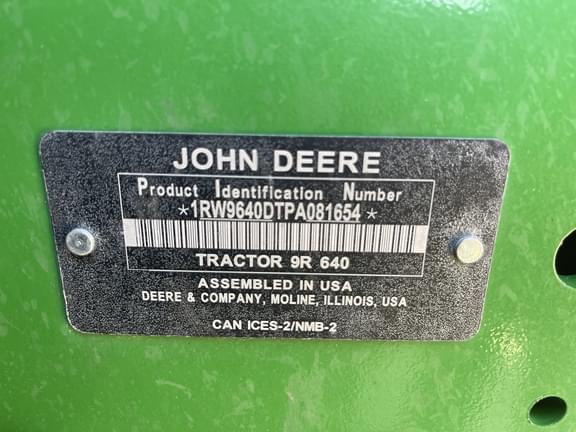 JOHN DEERE
Product Identification Number
*1RW9640DTPA081654*
TRACTOR 9R 640
ASSEMBLED IN USA
DEERE & COMPANY, MOLINE, ILLINOIS, USA
CAN ICES-2/NMB-2